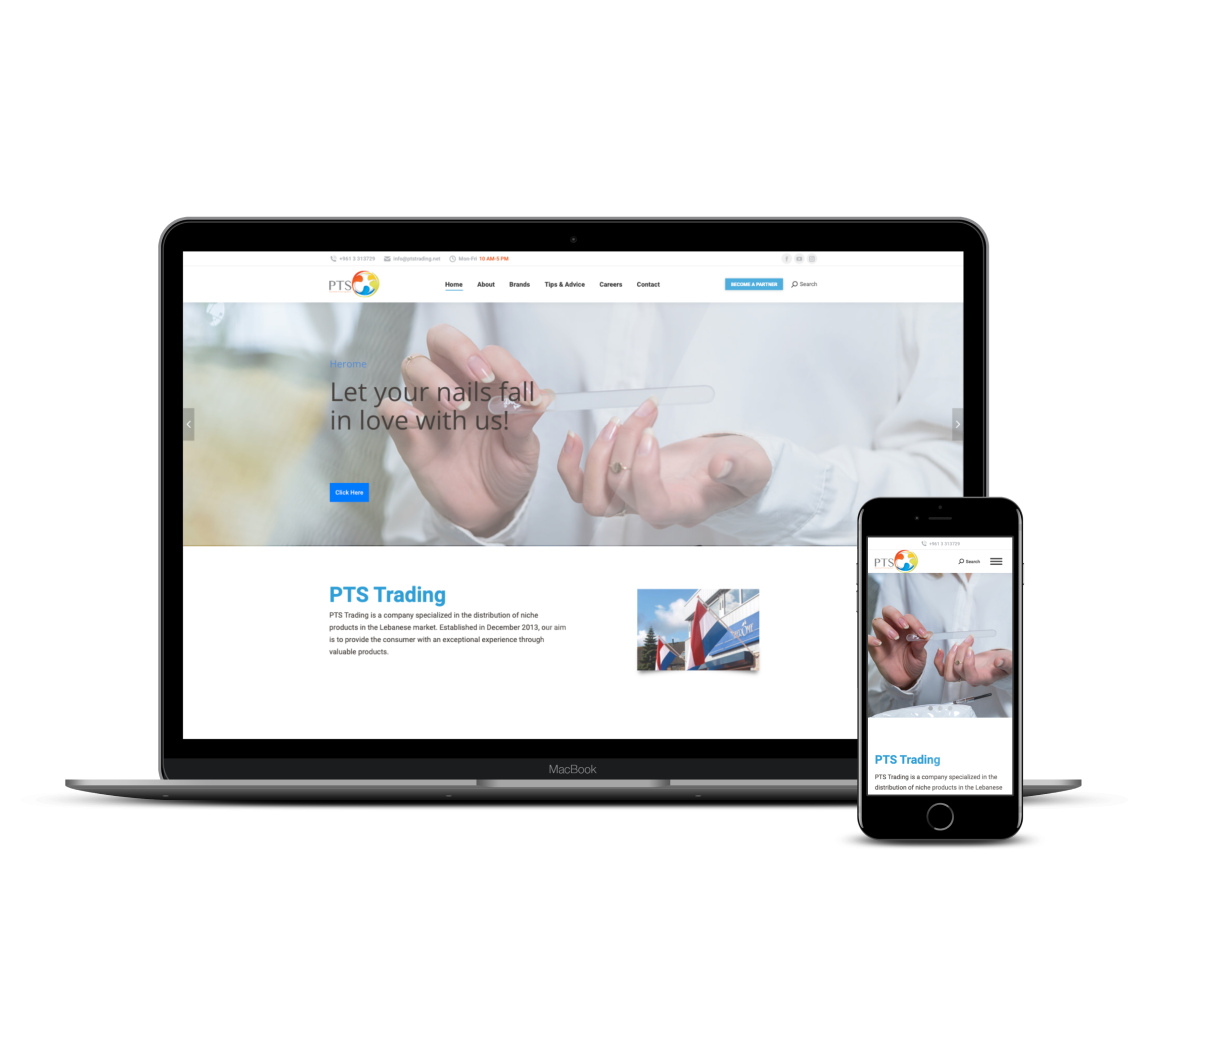 +961 3 313729 info@ptstrading.net Mon-Fri 10 AM-5 PM
PTS Home About Brands Tips & Advice Careers Contact BECOME A PARTNER Search
Herome
Let your nails fall
in love with us!
Click Here
PTS Trading
PTS Trading is a company specialized in the distribution of niche
products in the Lebanese market. Established in December 2013, our aim
is to provide the consumer with an exceptional experience through
valuable products.
MacBook
+961 3 313729
PTS Search
PTS Trading
PTS Trading is a company specialized in the
distribution of niche products in the Lebanese